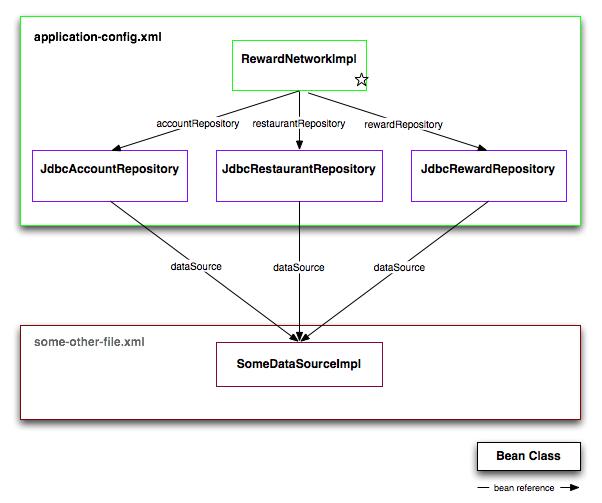 application-config.xml
RewardNetworkImpl
accountRepository restaurantRepository rewardRepository
JdbcAccountRepository JdbcRestaurantRepository JdbcRewardRepository
dataSource dataSource dataSource
some-other-file.xml
SomeDataSourceImpl
Bean Class
bean reference